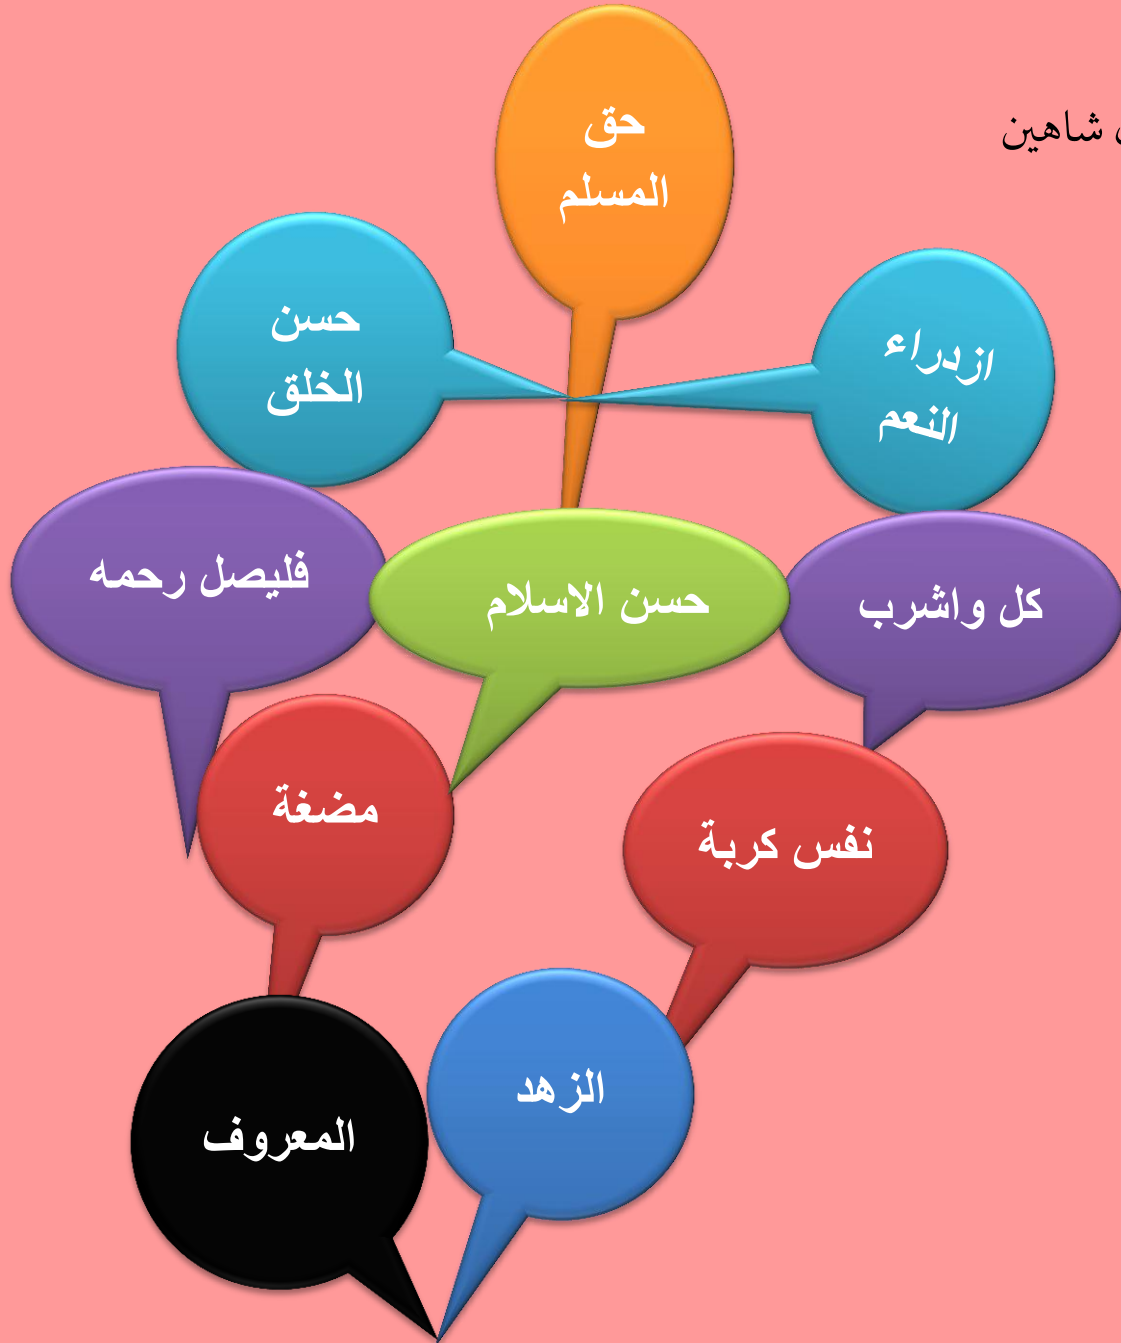 حق
المسلم
شاهين
حسن
الخلق
ازدراء
النعم
فليصل رحمه
حسن الاسلام
كل واشرب
مضغة
نفس كربة
الزهد
المعروف